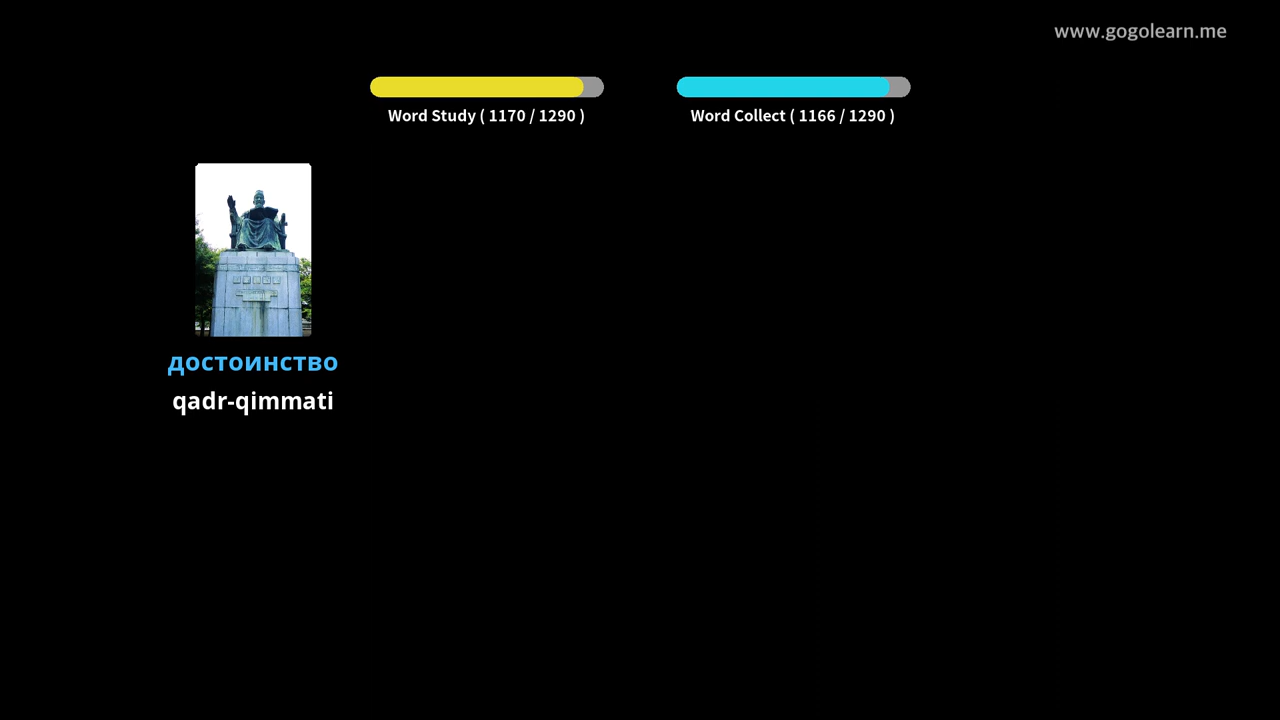 www.gogolearn.me
Word Study ( 1170 / 1290 )
Word Collect ( 1166 / 1290 )
достоинство
qadr-qimmati